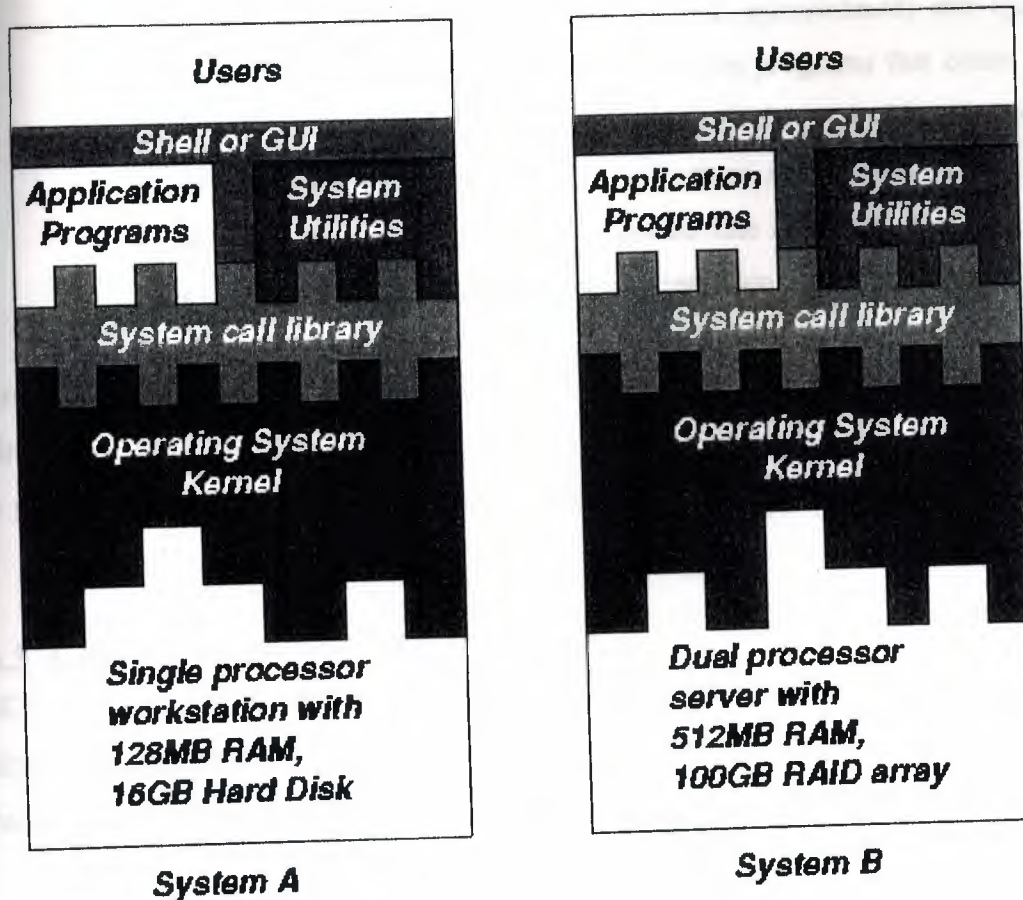 Users
Shell or GUI
Application
Programs
System
Utilities
System call library
Operating System
Kernel
Single processor
workstation with
128MB RAM,
16GB Hard Disk
System A
Users
Shell or GUI
Application
Programs
System
Utilities
System call library
Operating System
Kernel
Dual processor
server with
512MB RAM,
100GB RAID array
System B